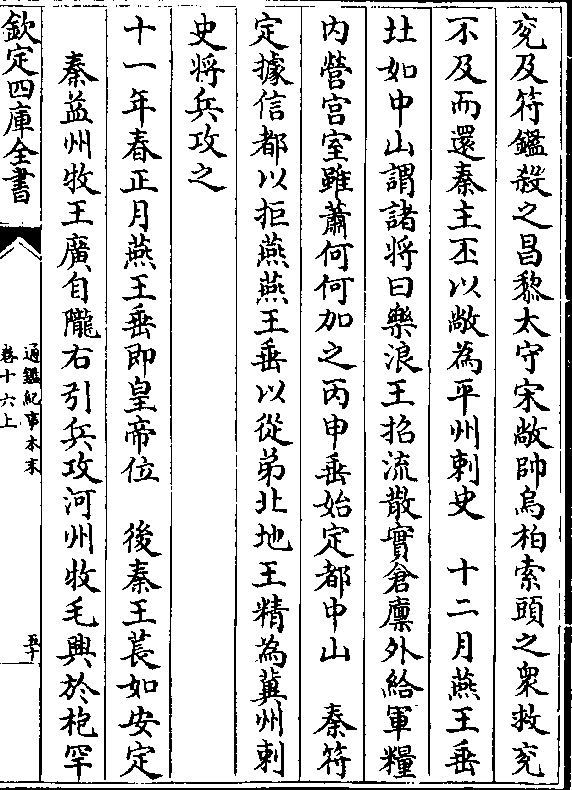 兖及符鑑殺之昌黎太守宋敞帥烏桓索頭之衆救兖
不及而還秦主丕以敞為平州刺史　十二月燕王垂
北如中山謂諸將曰樂浪王招流散實倉廩外給軍糧
内營宫室雖蕭何何加之丙申垂始定都中山　秦符
定據信都以拒燕燕王垂以從弟北地王精為冀州刺
史將兵攻之
十一年春正月燕王垂即皇帝位　後秦王萇如安定
秦益州牧王廣自隴右引兵攻河州牧毛興於枹罕
欽定四庫全書
通鑑紀事本末
卷十六上
五十